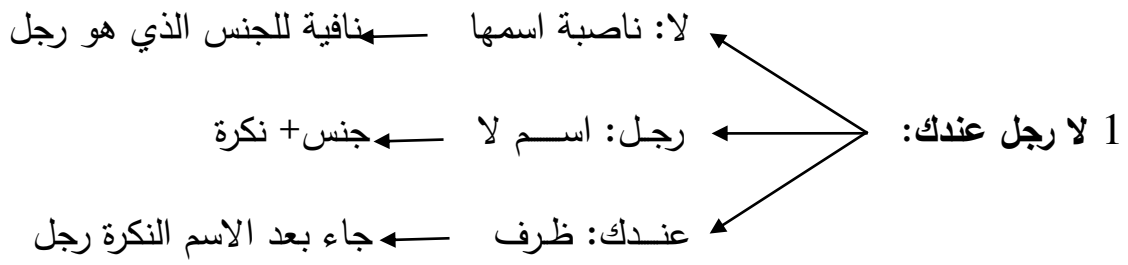 لا: ناصبة اسمها نافية للجنس الذي هو رجل
1 لا رجل عندك: رجل: اسم لا جنس+ نكرة
عندك: ظرف جاء بعد الاسم النكرة رجل